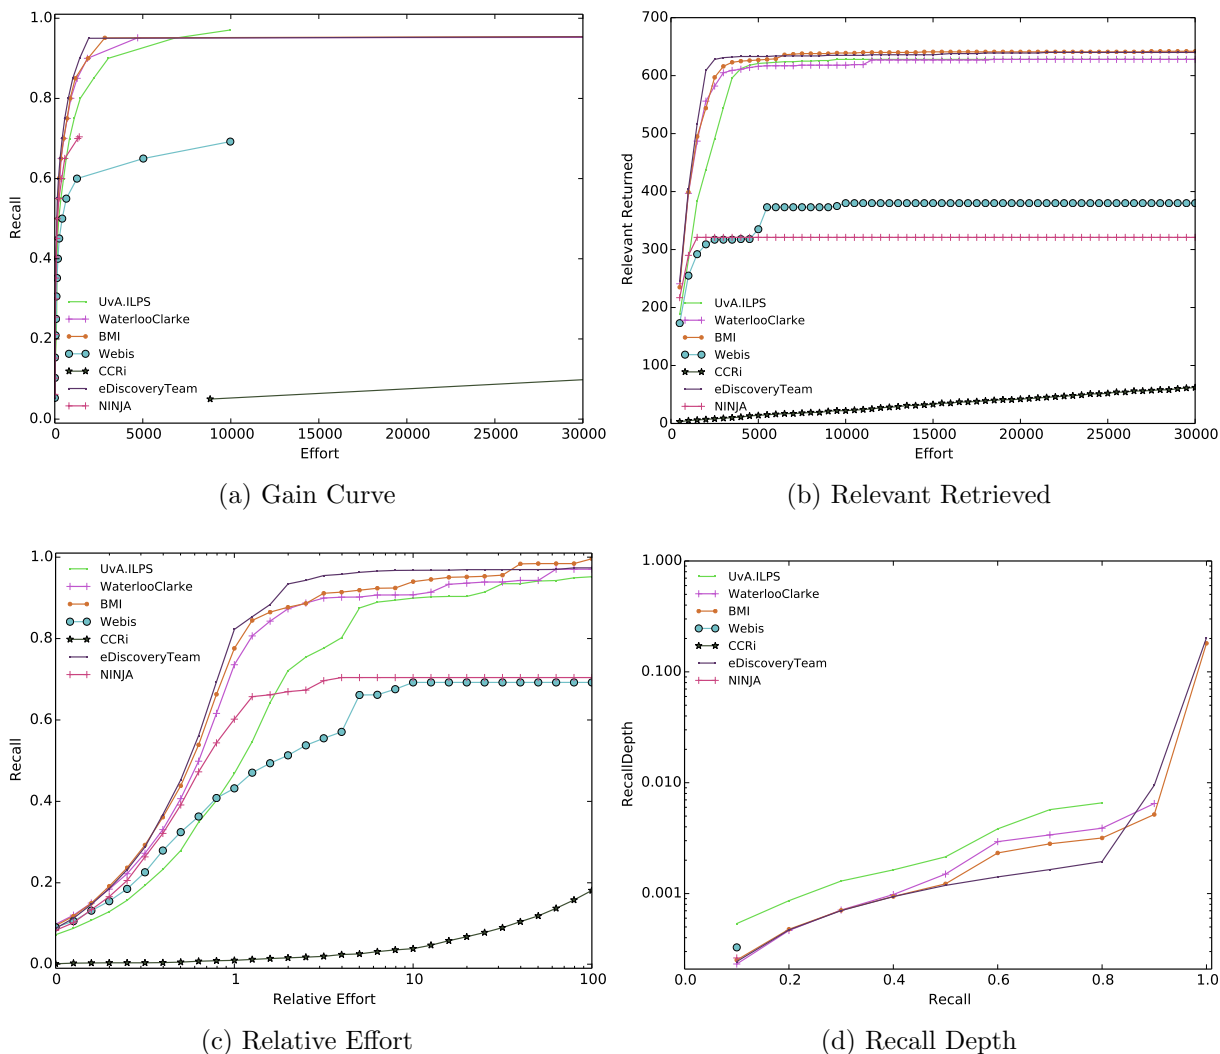 1.0
0.8
0.6
0.4
0.2
0.0
Recall
UvA.ILPS
WaterlooClarke
BMI
Webis
CCRi
eDiscoveryTeam
NINJA
0 5000 10000 15000 20000 25000 30000
Effort
(a) Gain Curve
700
600
500
400
300
200
100
0
Relevant Returned
UvA.ILPS
WaterlooClarke
BMI
Webis
CCRi
eDiscoveryTeam
NINJA
0 5000 10000 15000 20000 25000 30000
Effort
(b) Relevant Retrieved
1.0
0.8
0.6
0.4
0.2
0.0
Recall
UvA.ILPS
WaterlooClarke
BMI
Webis
CCRi
eDiscoveryTeam
NINJA
0 1 10 100
Relative Effort
(c) Relative Effort
1.000
0.100
0.010
0.001
RecallDepth
UvA.ILPS
WaterlooClarke
BMI
Webis
CCRi
eDiscoveryTeam
NINJA
0.0 0.2 0.4 0.6 0.8 1.0
Recall
(d) Recall Depth